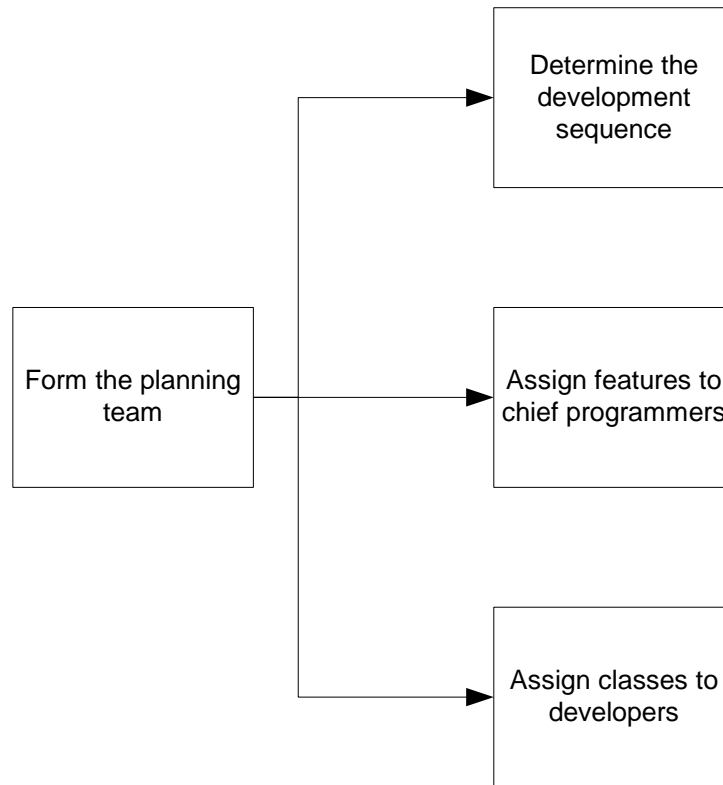 Determine the
development
sequence
Form the planning
team
Assign features to
chief programmers
Assign classes to
developers